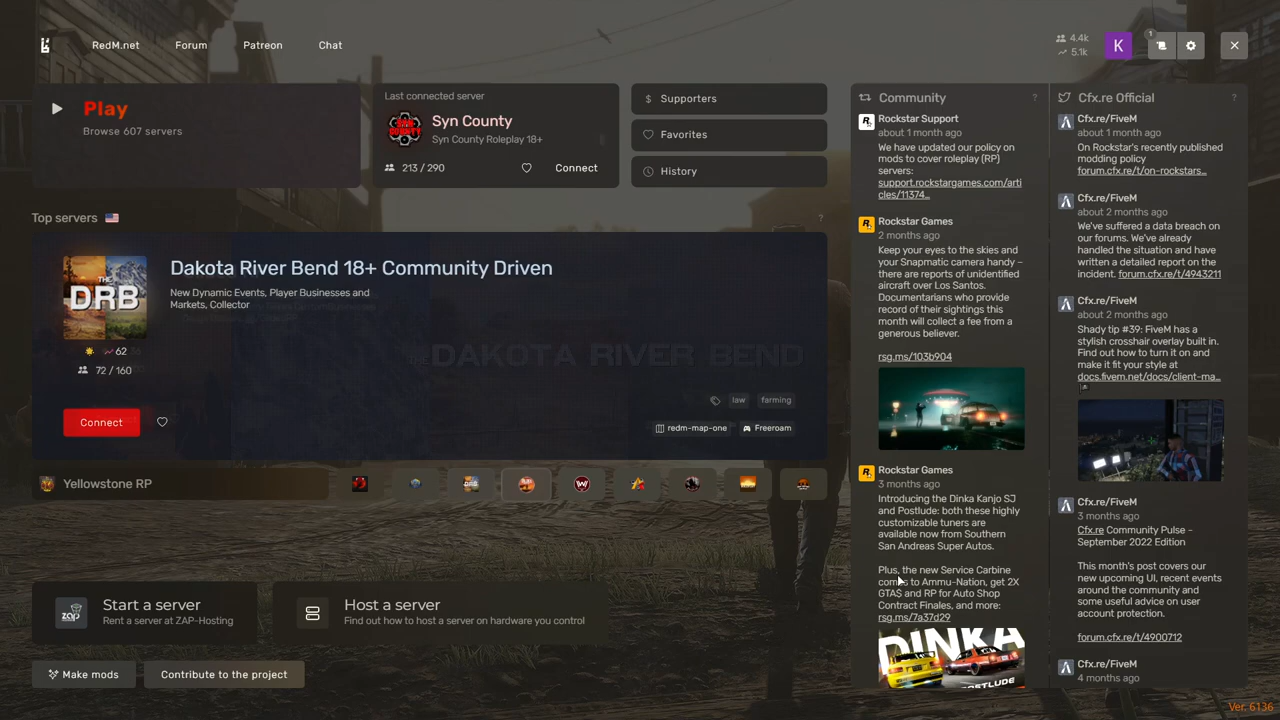 RedM.net
Forum
Patreon
Chat
4.4k
5.1k
K
1
Play
Browse 607 servers
Last connected server
SYN COUNTY
Syn County
Syn County Roleplay 18+
213 / 290
Connect
$ Supporters
Favorites
History
Top servers
?
THE
DRB
Dakota River Bend 18+ Community Driven
New Dynamic Events, Player Businesses and
Markets, Collector
DAKOTA RIVER BEND
62
72 / 160
Connect
law
farming
redm-map-one
Freeroam
Yellowstone RP
ZAP
Start a server
Rent a server at ZAP-Hosting
Host a server
Find out how to host a server on hardware you control
Make mods
Contribute to the project
Community
?
Rockstar Support
about 1 month ago
We have updated our policy on
mods to cover roleplay (RP)
servers:
support.rockstargames.com/arti
cles/11374...
Rockstar Games
2 months ago
Keep your eyes to the skies and
your Snapmatic camera handy –
there are reports of unidentified
aircraft over Los Santos.
Documentarians who provide
record of their sightings this
month will collect a fee from a
generous believer.
rsg.ms/103b904
Rockstar Games
3 months ago
Introducing the Dinka Kanjo SJ
and Postlude: both these highly
customizable tuners are
available now from Southern
San Andreas Super Autos.
Plus, the new Service Carbine
comes to Ammu-Nation, get 2X
GTA$ and RP for Auto Shop
Contract Finales, and more:
rsg.ms/7a37d29
DINKA
POSTLUDE
Cfx.re Official
?
Cfx.re/FiveM
about 1 month ago
On Rockstar's recently published
modding policy
forum.cfx.re/t/on-rockstars...
Cfx.re/FiveM
about 2 months ago
We've suffered a data breach on
our forums. We've already
handled the situation and have
written a detailed report on the
incident. forum.cfx.re/t/4943211
Cfx.re/FiveM
about 2 months ago
Shady tip #39: FiveM has a
stylish crosshair overlay built in.
Find out how to turn it on and
make it fit your style at
docs.fivem.net/docs/client-ma...
Cfx.re/FiveM
3 months ago
Cfx.re Community Pulse –
September 2022 Edition
This month's post covers our
new upcoming UI, recent events
around the community and
some useful advice on user
account protection.
forum.cfx.re/t/4900712
Cfx.re/FiveM
4 months ago
Ver. 6136